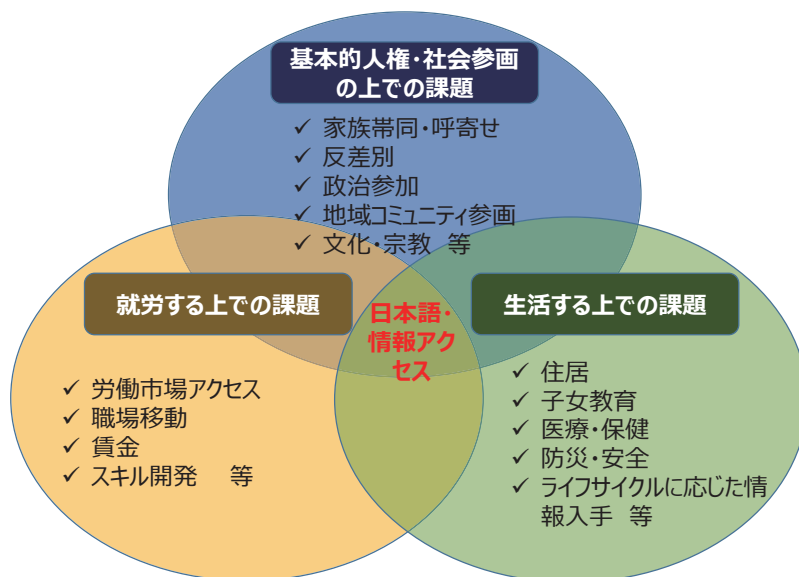 基本的人権・社会参画
の上での課題
✓ 家族帯同・呼寄せ
✓ 反差別
✓ 政治参加
✓ 地域コミュニティ参画
✓ 文化・宗教 等
就労する上での課題
✓ 労働市場アクセス
✓ 職場移動
✓ 賃金
✓ スキル開発 等
日本語・
情報アク
セス
生活する上での課題
✓ 住居
✓ 子女教育
✓ 医療・保健
✓ 防災・安全
✓ ライフサイクルに応じた情
報入手 等